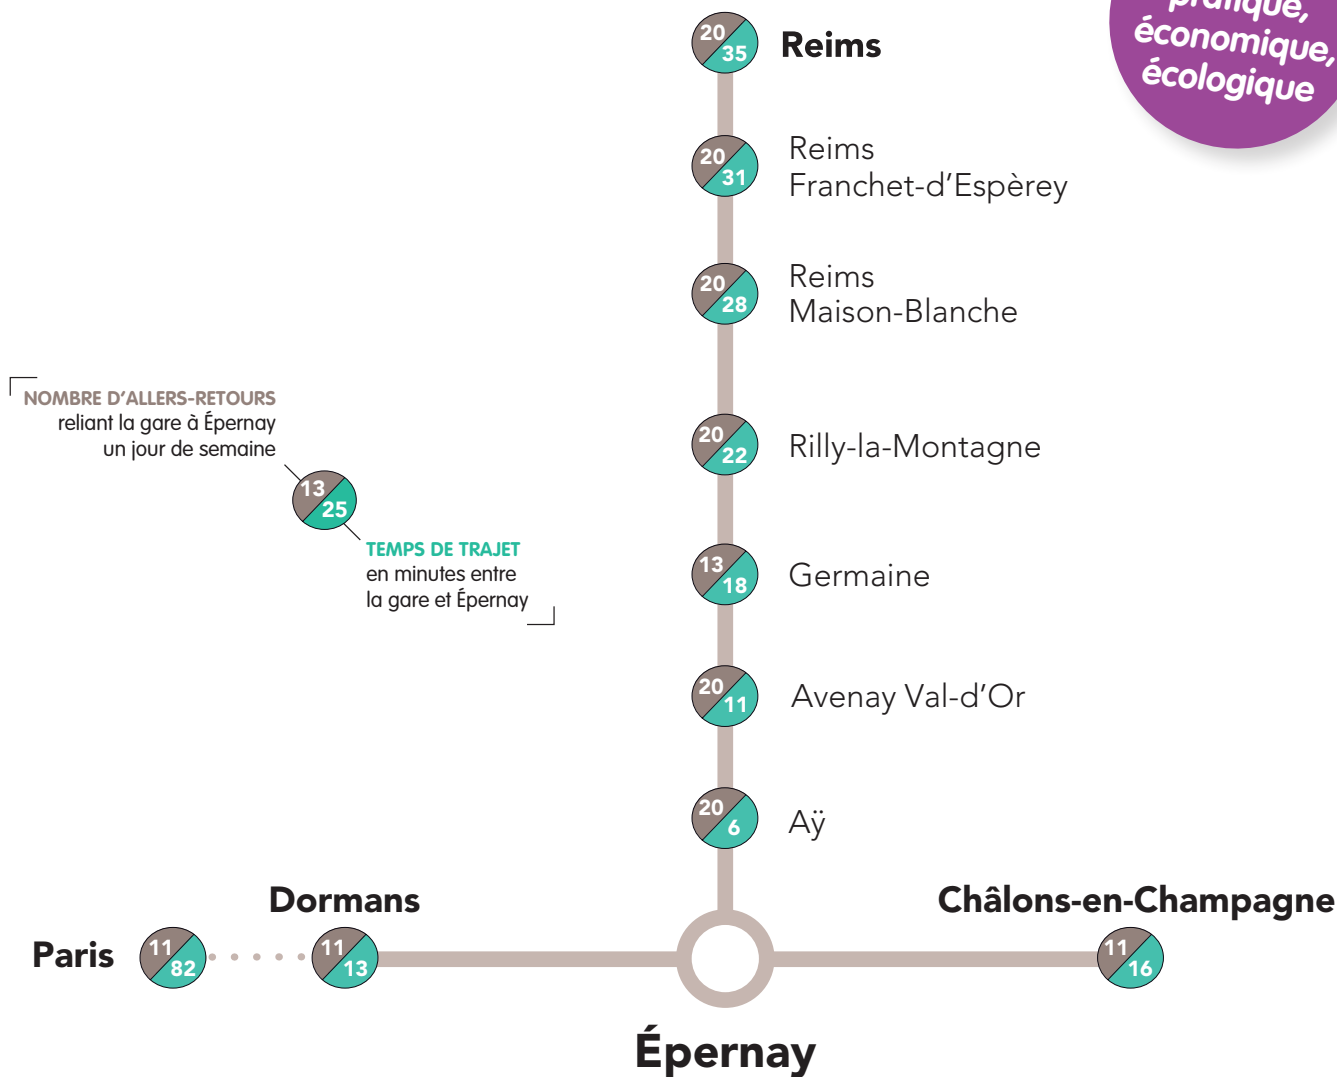 pratique,
économique,
écologique
20
35
Reims
20
31
Reims
Franchet-d'Espèrey
20
28
Reims
Maison-Blanche
NOMBRE D'ALLERS-RETOURS
reliant la gare à Épernay
un jour de semaine
13
25
TEMPS DE TRAJET
en minutes entre
la gare et Épernay
20
22
Rilly-la-Montagne
13
18
Germaine
20
11
Avenay Val-d'Or
20
6
Aÿ
Paris
11
82
Dormans
11
13
Châlons-en-Champagne
11
16
Épernay